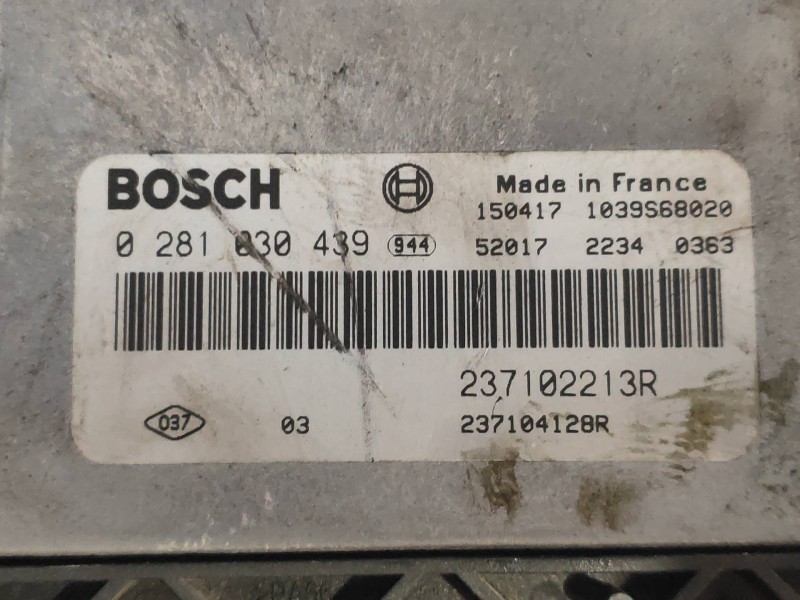 BOSCH
Made in France
150417 1039S68020
0 281 030 439 944 52017 2234 0363
237102213R
037 03 237104128R